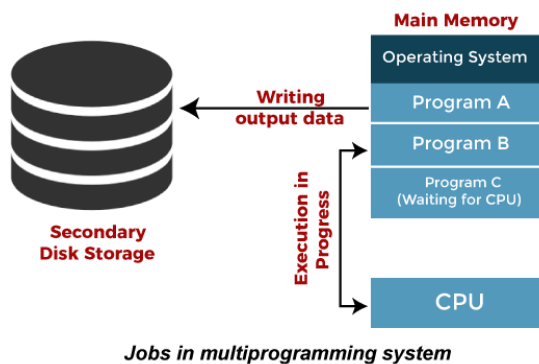 Main Memory
Operating System
Program A
Writing
output data
Program B
Program C
(Waiting for CPU)
Execution in
Progress
Secondary
Disk Storage
CPU
Jobs in multiprogramming system